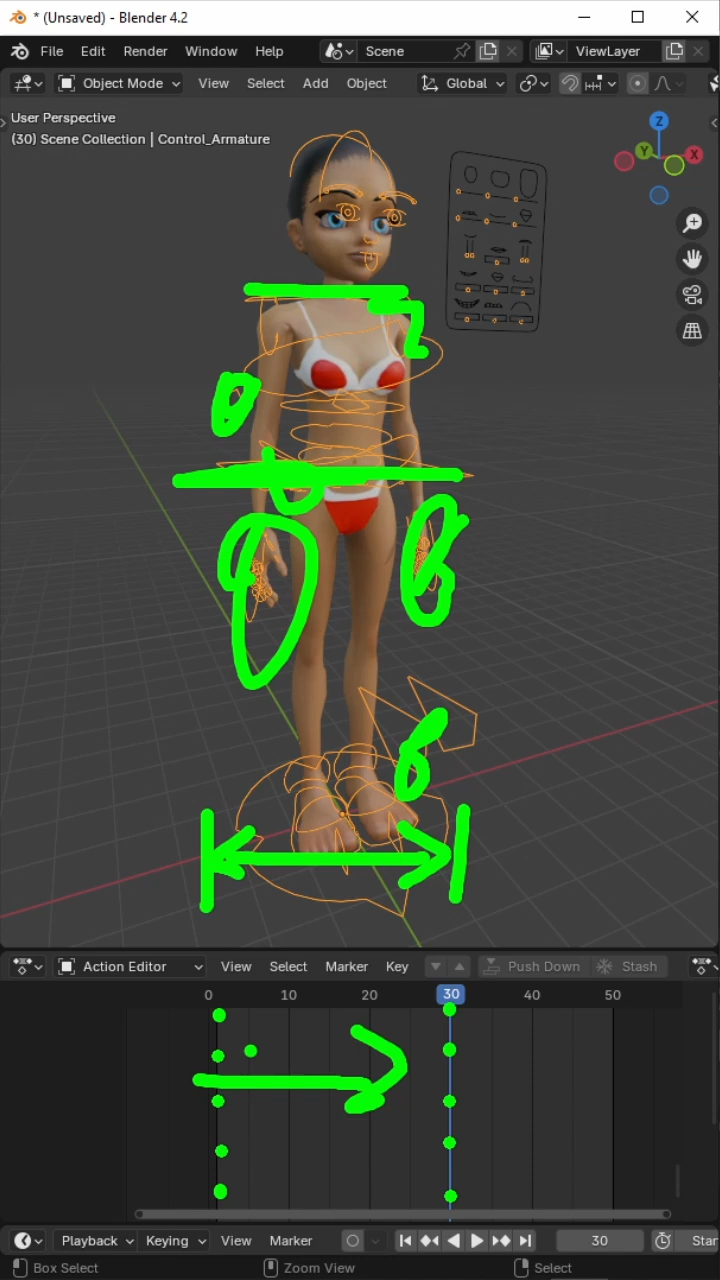 * (Unsaved) - Blender 4.2
File Edit Render Window Help Scene ViewLayer
Object Mode View Select Add Object Global
User Perspective
(30) Scene Collection | Control_Armature
Z
Y X
Action Editor View Select Marker Key Push Down Stash
0 10 20 30 40 50
Playback Keying View Marker 30 Star
Box Select Zoom View Select